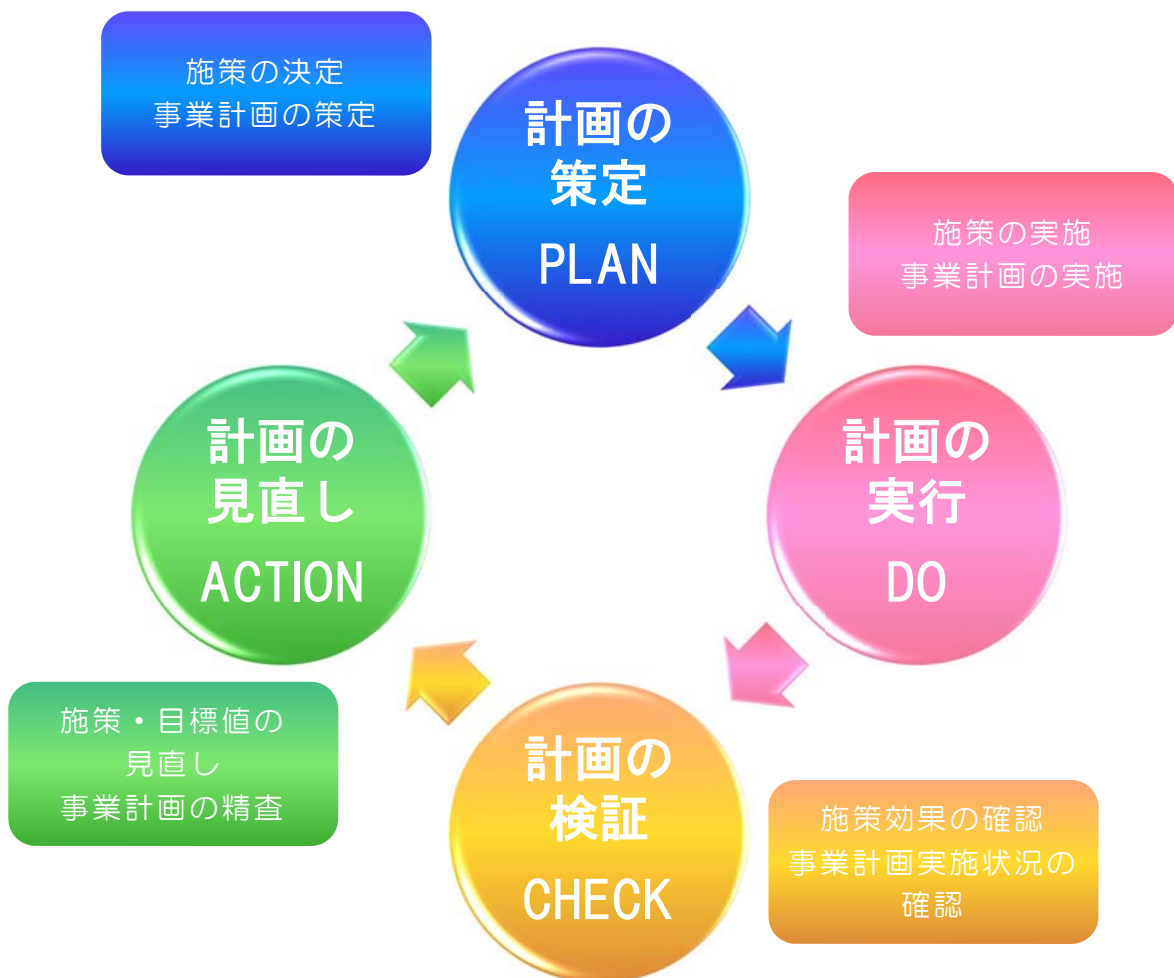 施策の決定
事業計画の策定
計画の
策定
PLAN
施策の実施
事業計画の実施
計画の
実行
DO
計画の
検証
CHECK
施策効果の確認
事業計画実施状況の
確認
計画の
見直し
ACTION
施策・目標値の
見直し
事業計画の精査